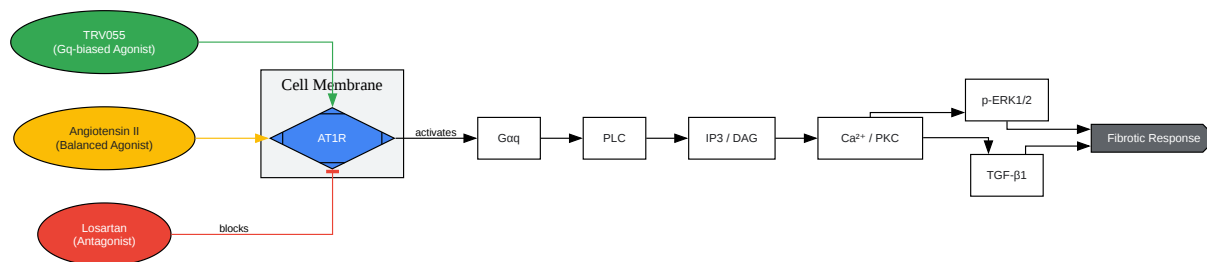 TRV055
(Gq-biased Agonist)
Cell Membrane
Angiotensin II
(Balanced Agonist)
AT1R
activates
Gαq
PLC
IP3 / DAG
Ca²⁺ / PKC
p-ERK1/2
TGF-β1
Fibrotic Response
Losartan
(Antagonist)
blocks